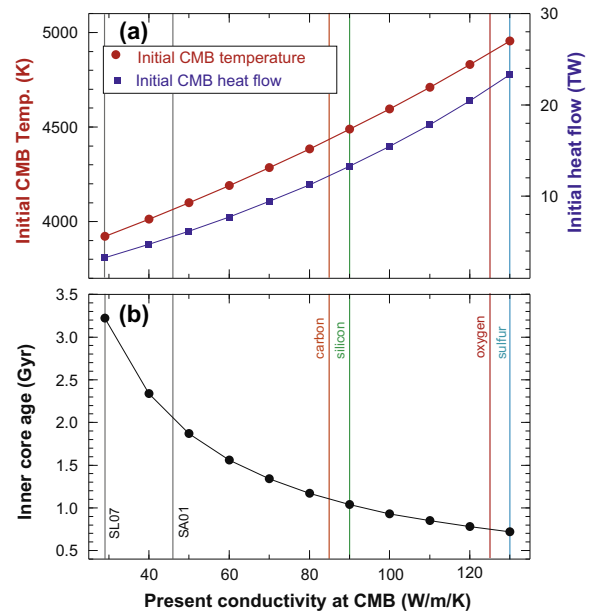 (a)
Initial CMB temperature
Initial CMB heat flow
Initial CMB Temp. (K)
5000
4500
4000
Initial heat flow (TW)
30
20
10
0
(b)
Inner core age (Gyr)
3.5
3.0
2.5
2.0
1.5
1.0
0.5
SL07
SA01
carbon
silicon
oxygen
sulfur
40 60 80 100 120
Present conductivity at CMB (W/m/K)